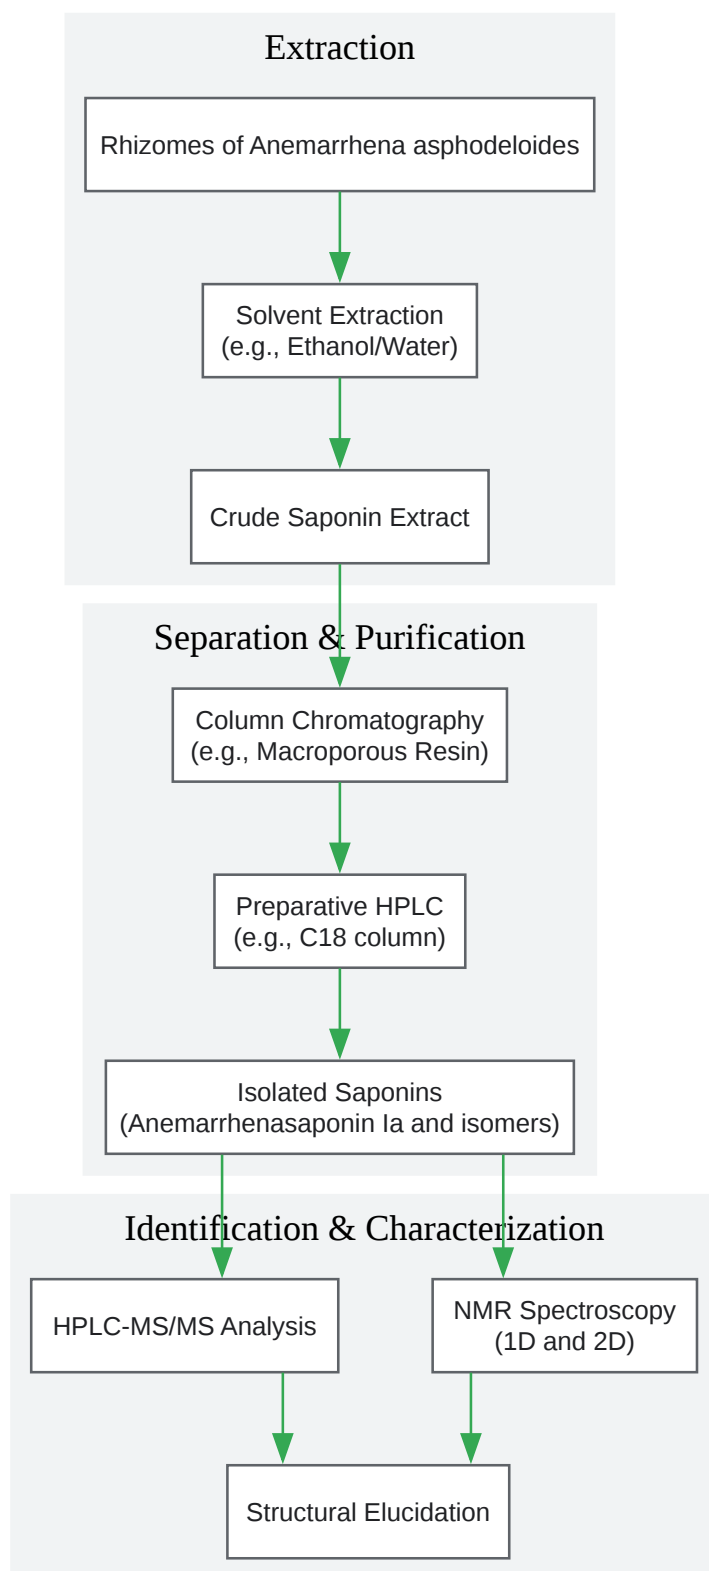 Extraction
Rhizomes of Anemarrhena asphodeloides
Solvent Extraction
(e.g., Ethanol/Water)
Crude Saponin Extract
Separation & Purification
Column Chromatography
(e.g., Macroporous Resin)
Preparative HPLC
(e.g., C18 column)
Isolated Saponins
(Anemarrhenasaponin Ia and isomers)
Identification & Characterization
HPLC-MS/MS Analysis
NMR Spectroscopy
(1D and 2D)
Structural Elucidation